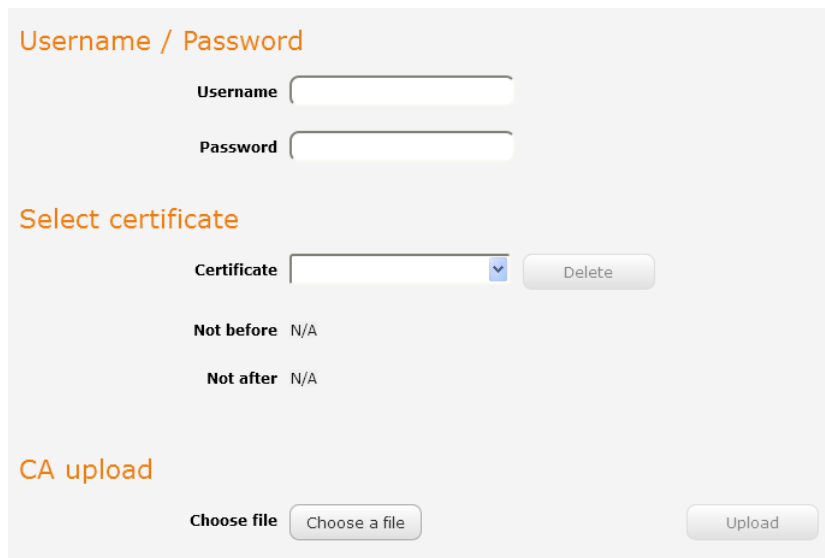 Username / Password
Username
Password
Select certificate
Certificate Delete
Not before N/A
Not after N/A
CA upload
Choose file Choose a file Upload